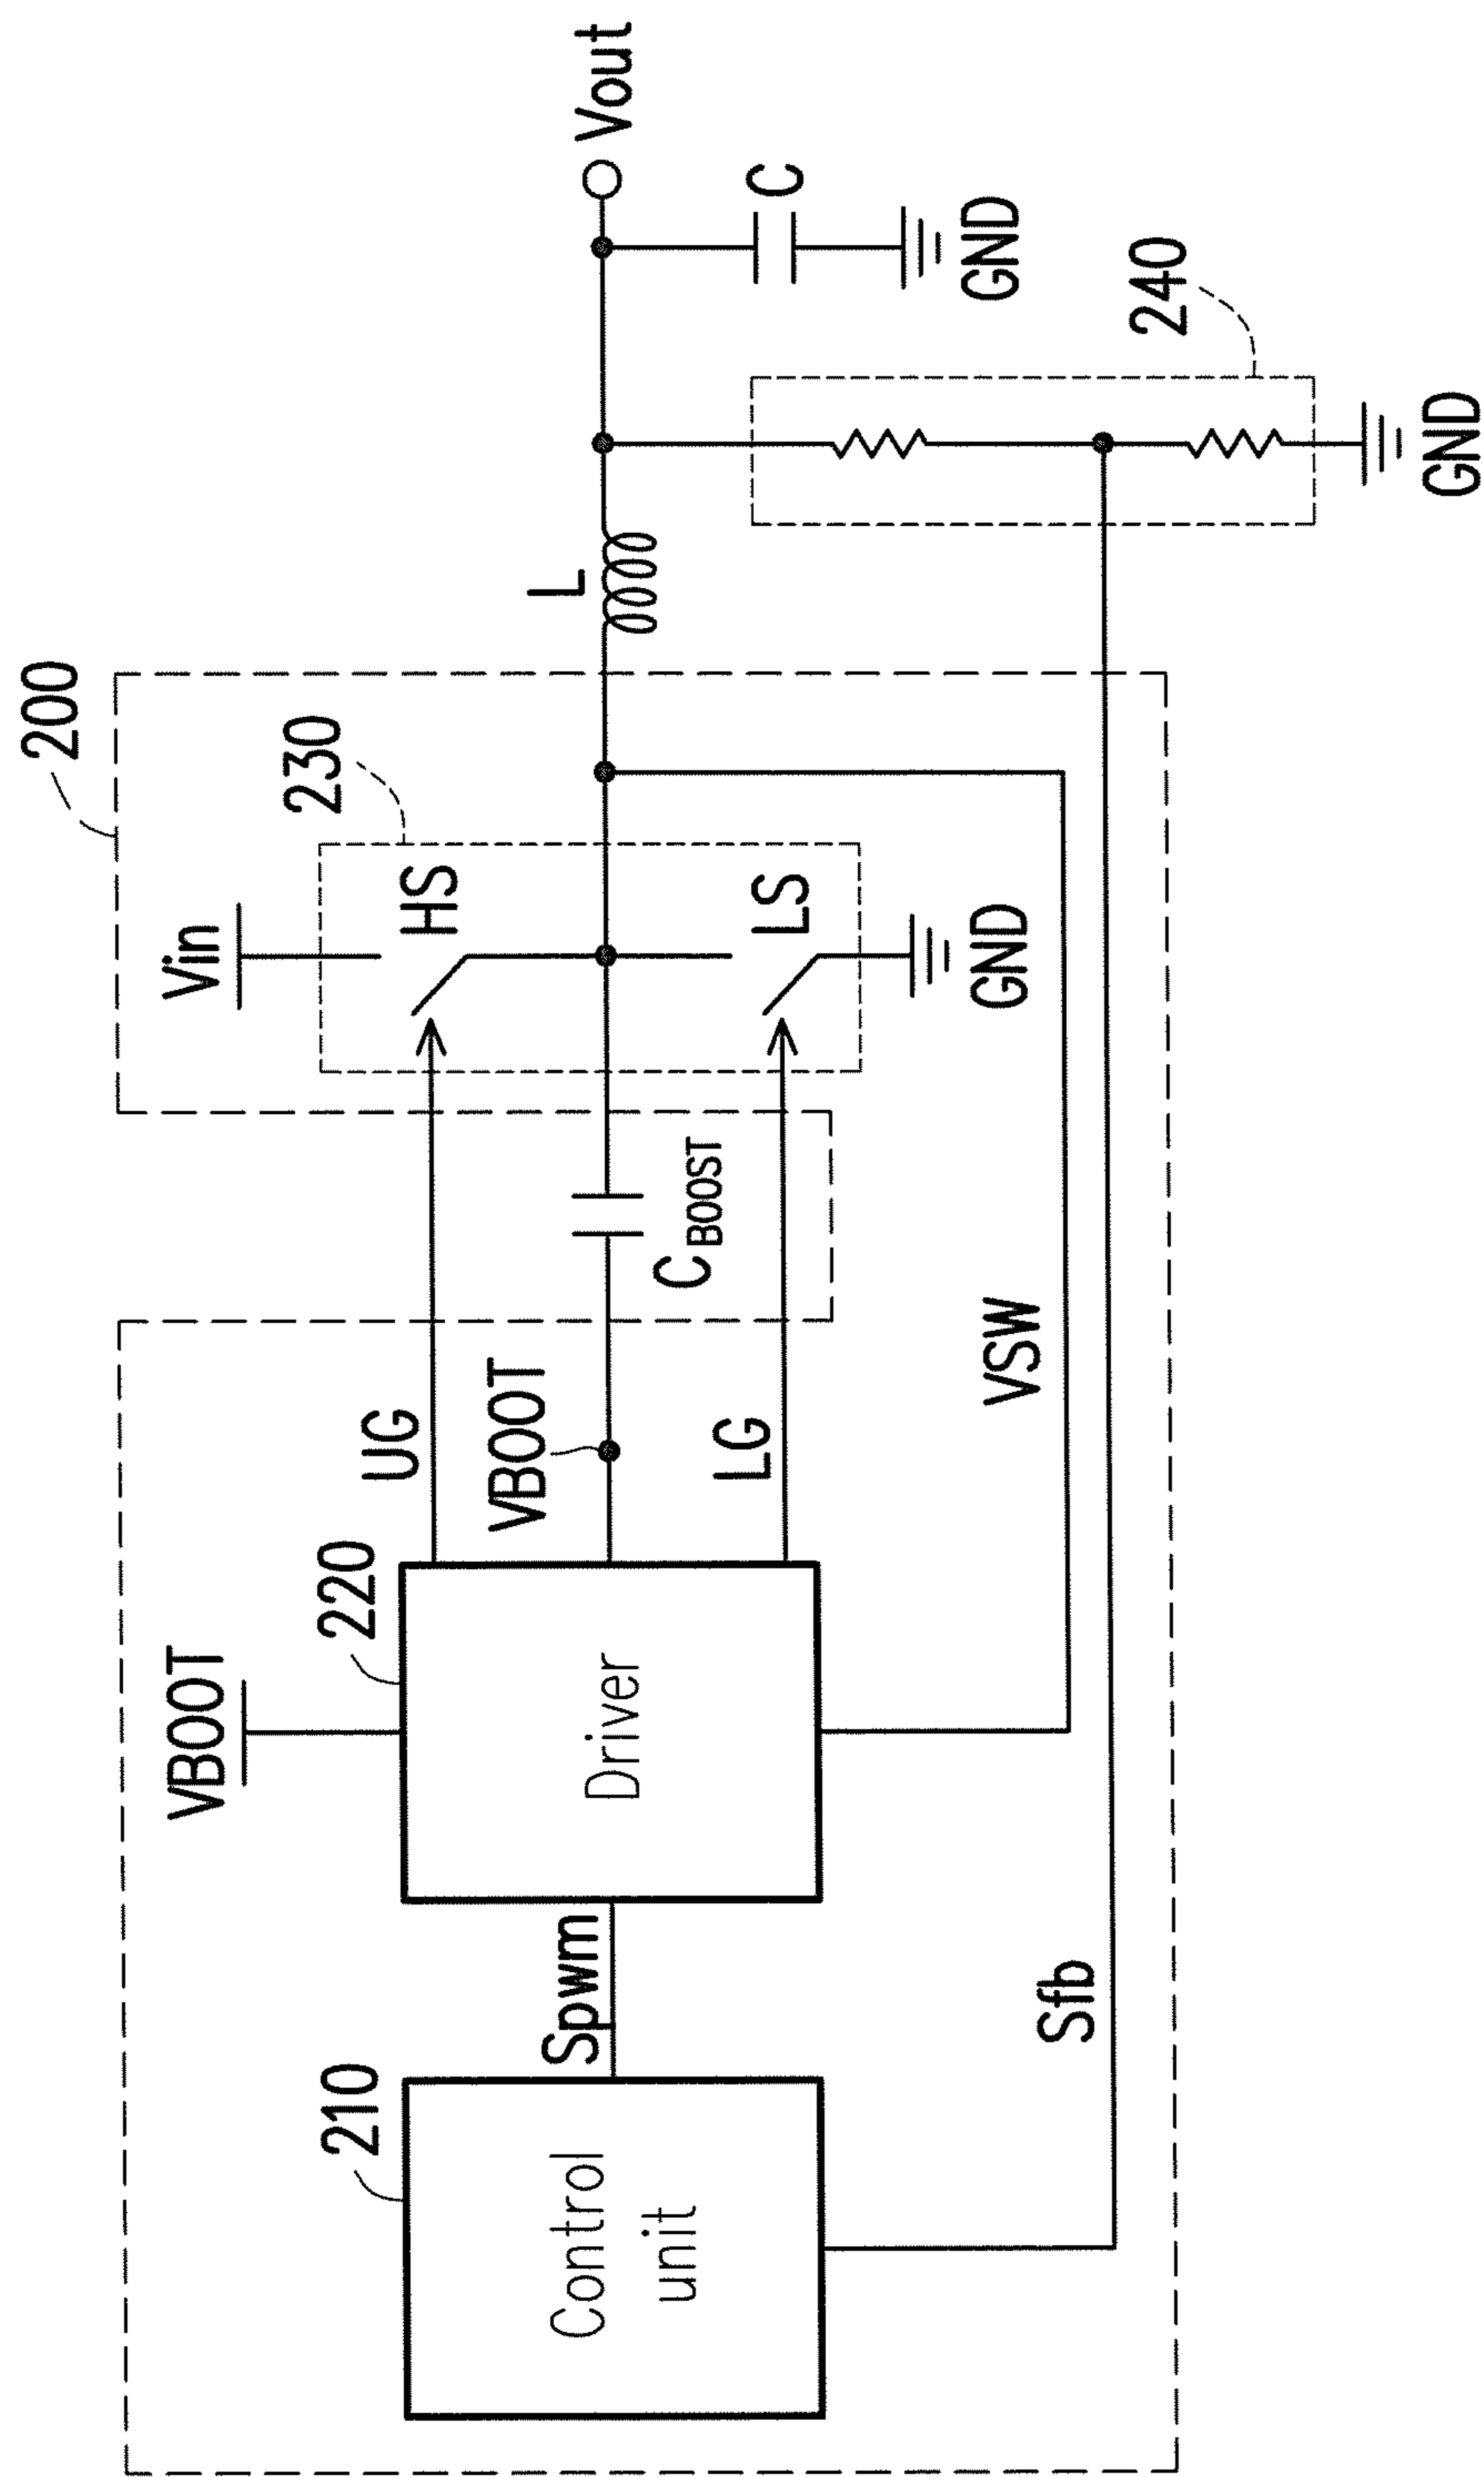 200
Vin
230
HS
VBOOT
220
UG
VBOOT
L
Vout
210
Spwm
Driver
Control
unit
C
BOOST
LG
LS
C
GND
GND
VSW
240
Sfb
GND